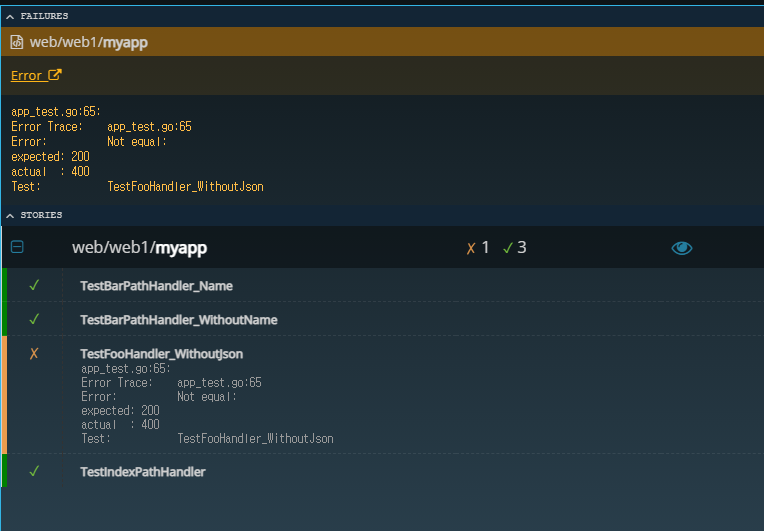 FAILURES
web/web1/myapp
Error
app_test.go:65:
Error Trace: app_test.go:65
Error: Not equal:
expected: 200
actual : 400
Test: TestFooHandler_WithoutJson
STORIES
web/web1/myapp ✗ 1 ✓ 3
✓ TestBarPathHandler_Name
✓ TestBarPathHandler_WithoutName
✗ TestFooHandler_WithoutJson
app_test.go:65:
Error Trace: app_test.go:65
Error: Not equal:
expected: 200
actual : 400
Test: TestFooHandler_WithoutJson
✓ TestIndexPathHandler